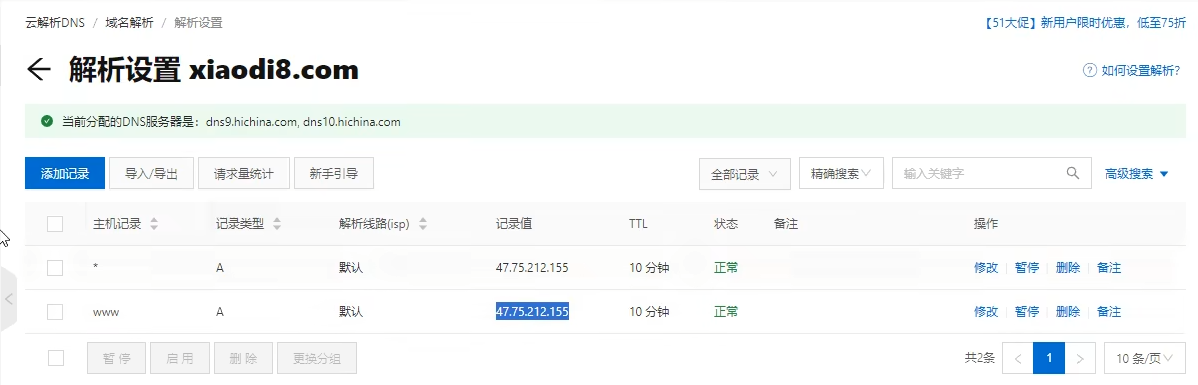 云解析DNS / 域名解析 / 解析设置 【51大促】新用户限时优惠，低至75折
← 解析设置 xiaodi8.com ? 如何设置解析?
当前分配的DNS服务器是：dns9.hichina.com, dns10.hichina.com
添加记录 导入/导出 请求量统计 新手引导 全部记录 精确搜索 输入关键字 高级搜索
主机记录 记录类型 解析线路(isp) 记录值 TTL 状态 备注 操作
* A 默认 47.75.212.155 10 分钟 正常 修改 暂停 删除 备注
www A 默认 47.75.212.155 10 分钟 正常 修改 暂停 删除 备注
暂停 启用 删除 更换分组 共2条 < 1 > 10 条/页